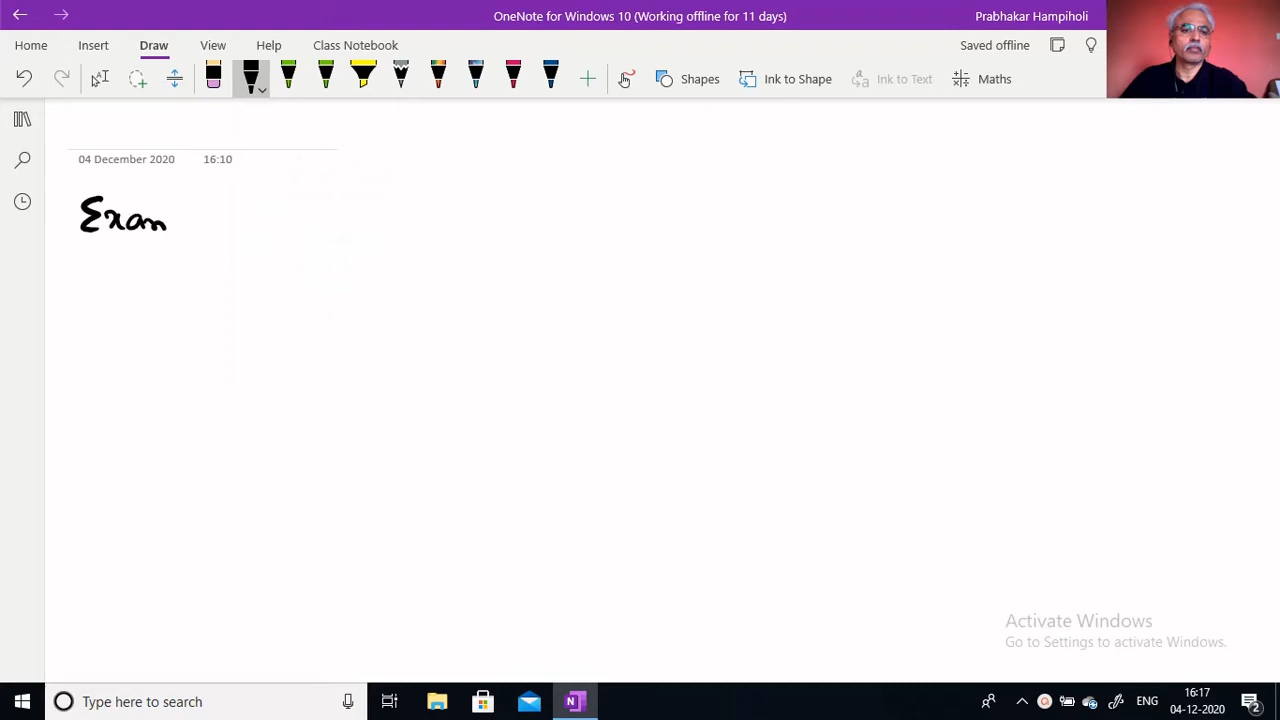 OneNote for Windows 10 (Working offline for 11 days)
Prabhakar Hampiholi
Home Insert Draw View Help Class Notebook Saved offline
Shapes Ink to Shape Ink to Text Maths
04 December 2020 16:10
Exam
Activate Windows
Go to Settings to activate Windows.
Type here to search
ENG
16:17
04-12-2020
2